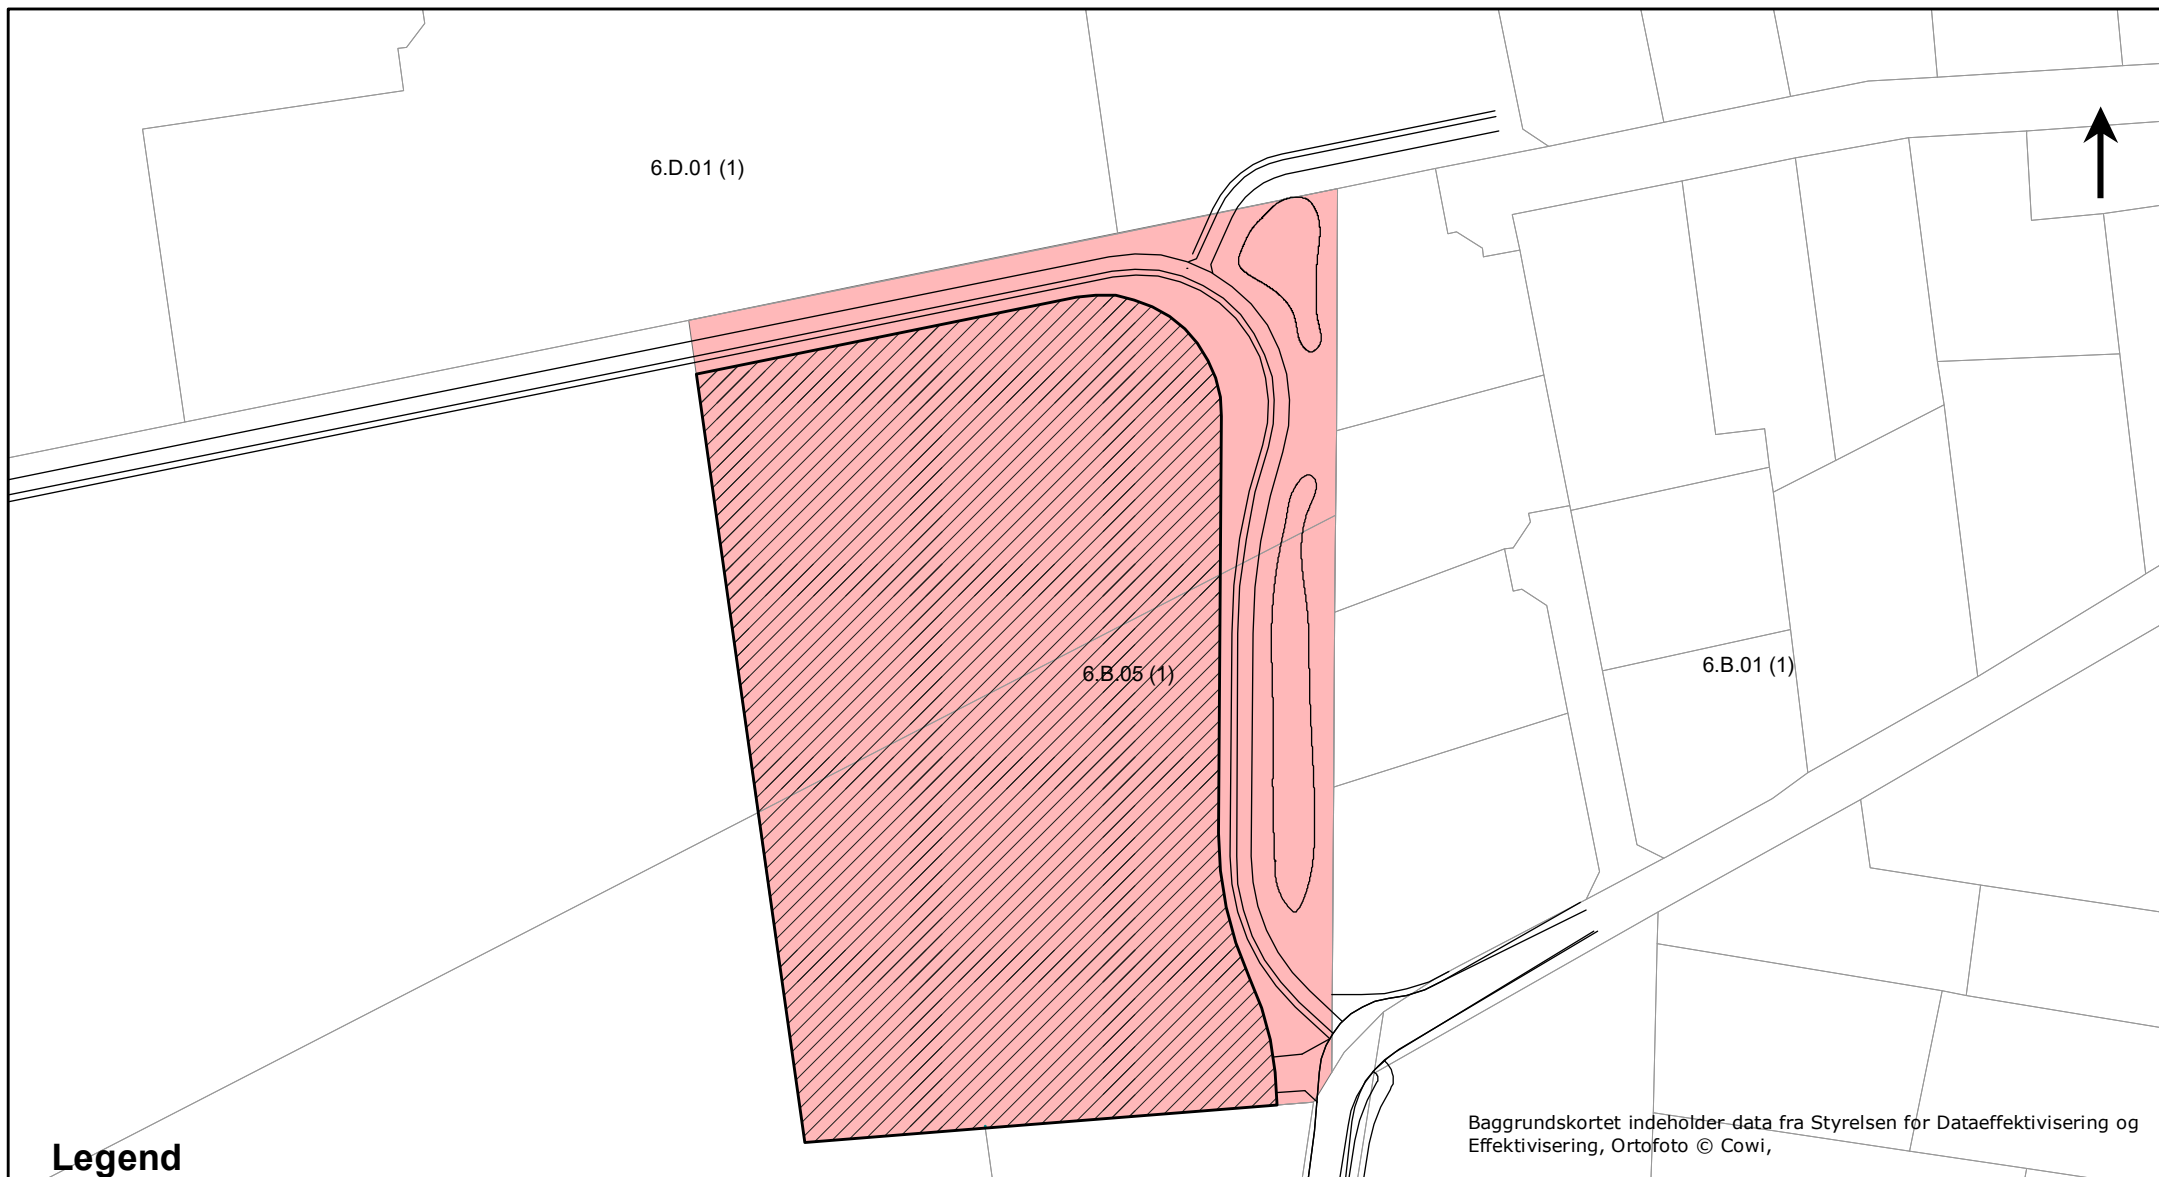 6.D.01 (1)
6.B.05 (1)
6.B.01 (1)
Baggrundskortet indeholder data fra Styrelsen for Dataeffektivisering og
Effektivisering, Ortofoto © Cowi,
Legend